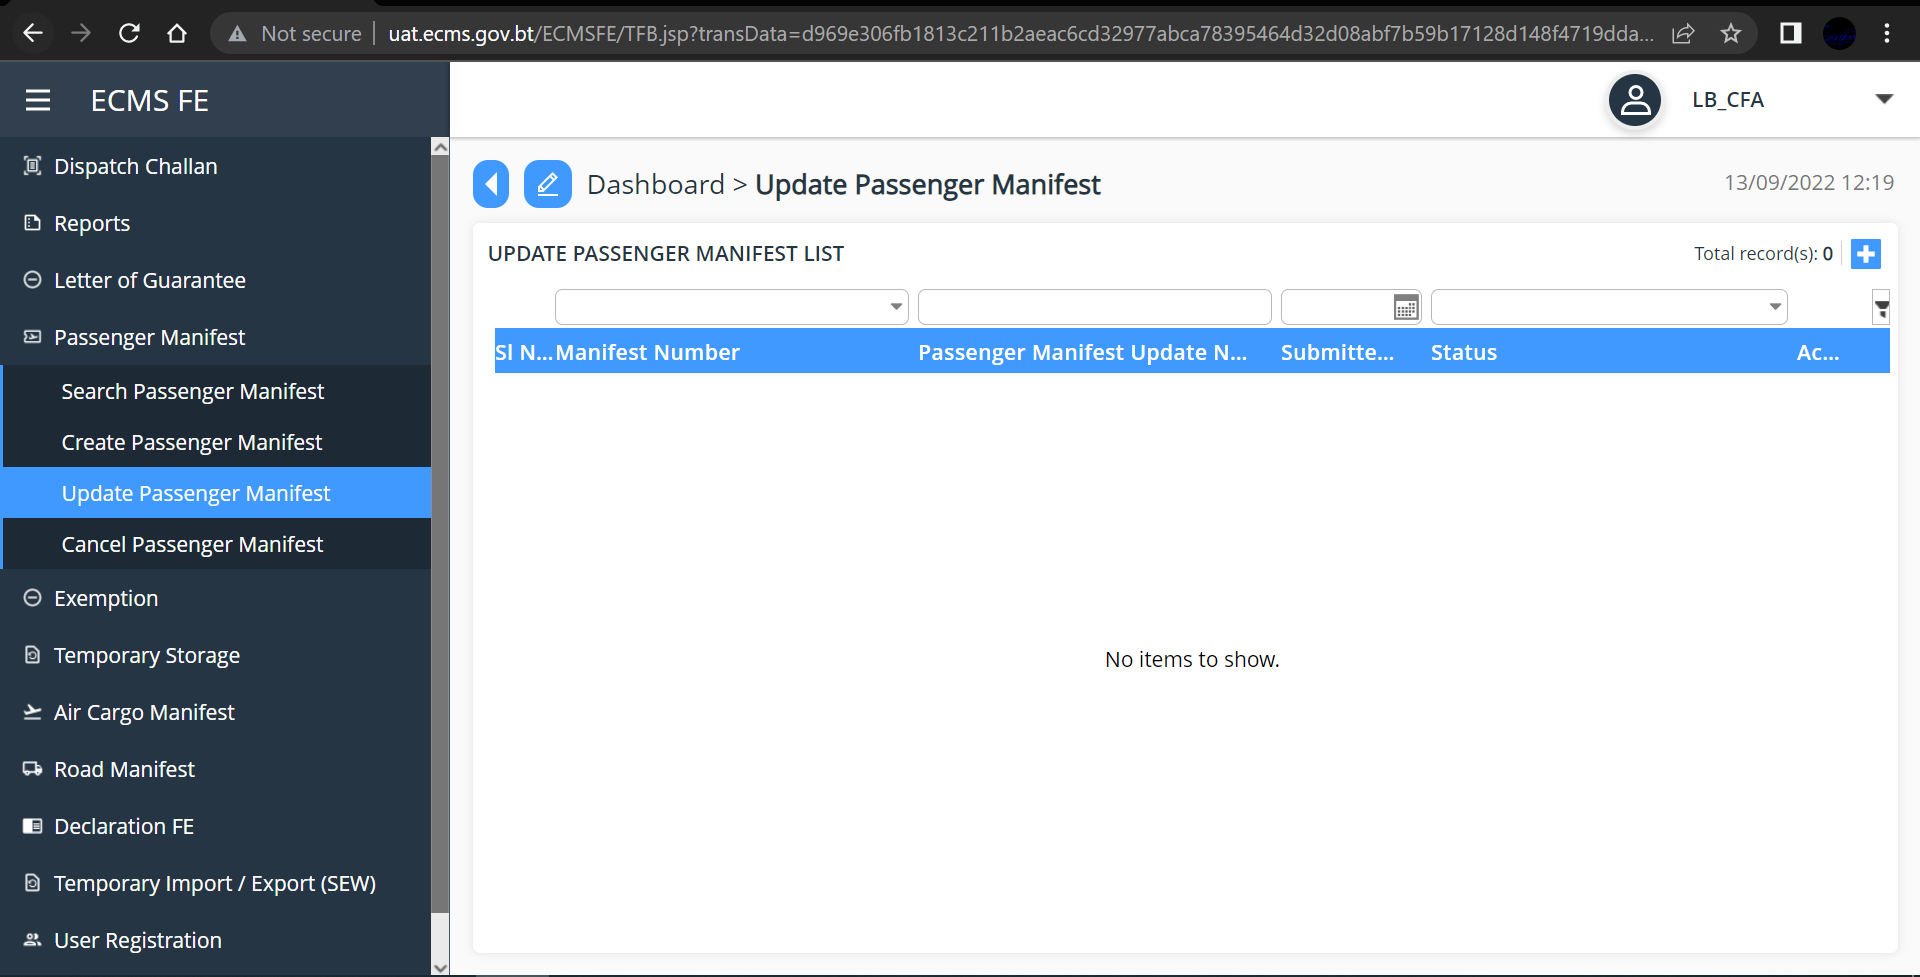 Not secure
uat.ecms.gov.bt/ECMSFE/TFB.jsp?transData=d969e306fb1813c211b2aeac6cd32977abca78395464d32d08abf7b59b17128d148f4719dda...
ECMS FE
LB_CFA
Dispatch Challan
Reports
Letter of Guarantee
Passenger Manifest
Search Passenger Manifest
Create Passenger Manifest
Update Passenger Manifest
Cancel Passenger Manifest
Exemption
Temporary Storage
Air Cargo Manifest
Road Manifest
Declaration FE
Temporary Import / Export (SEW)
User Registration
Dashboard > Update Passenger Manifest
13/09/2022 12:19
UPDATE PASSENGER MANIFEST LIST
Total record(s): 0
Sl N... Manifest Number Passenger Manifest Update N... Submitte... Status Ac...
No items to show.